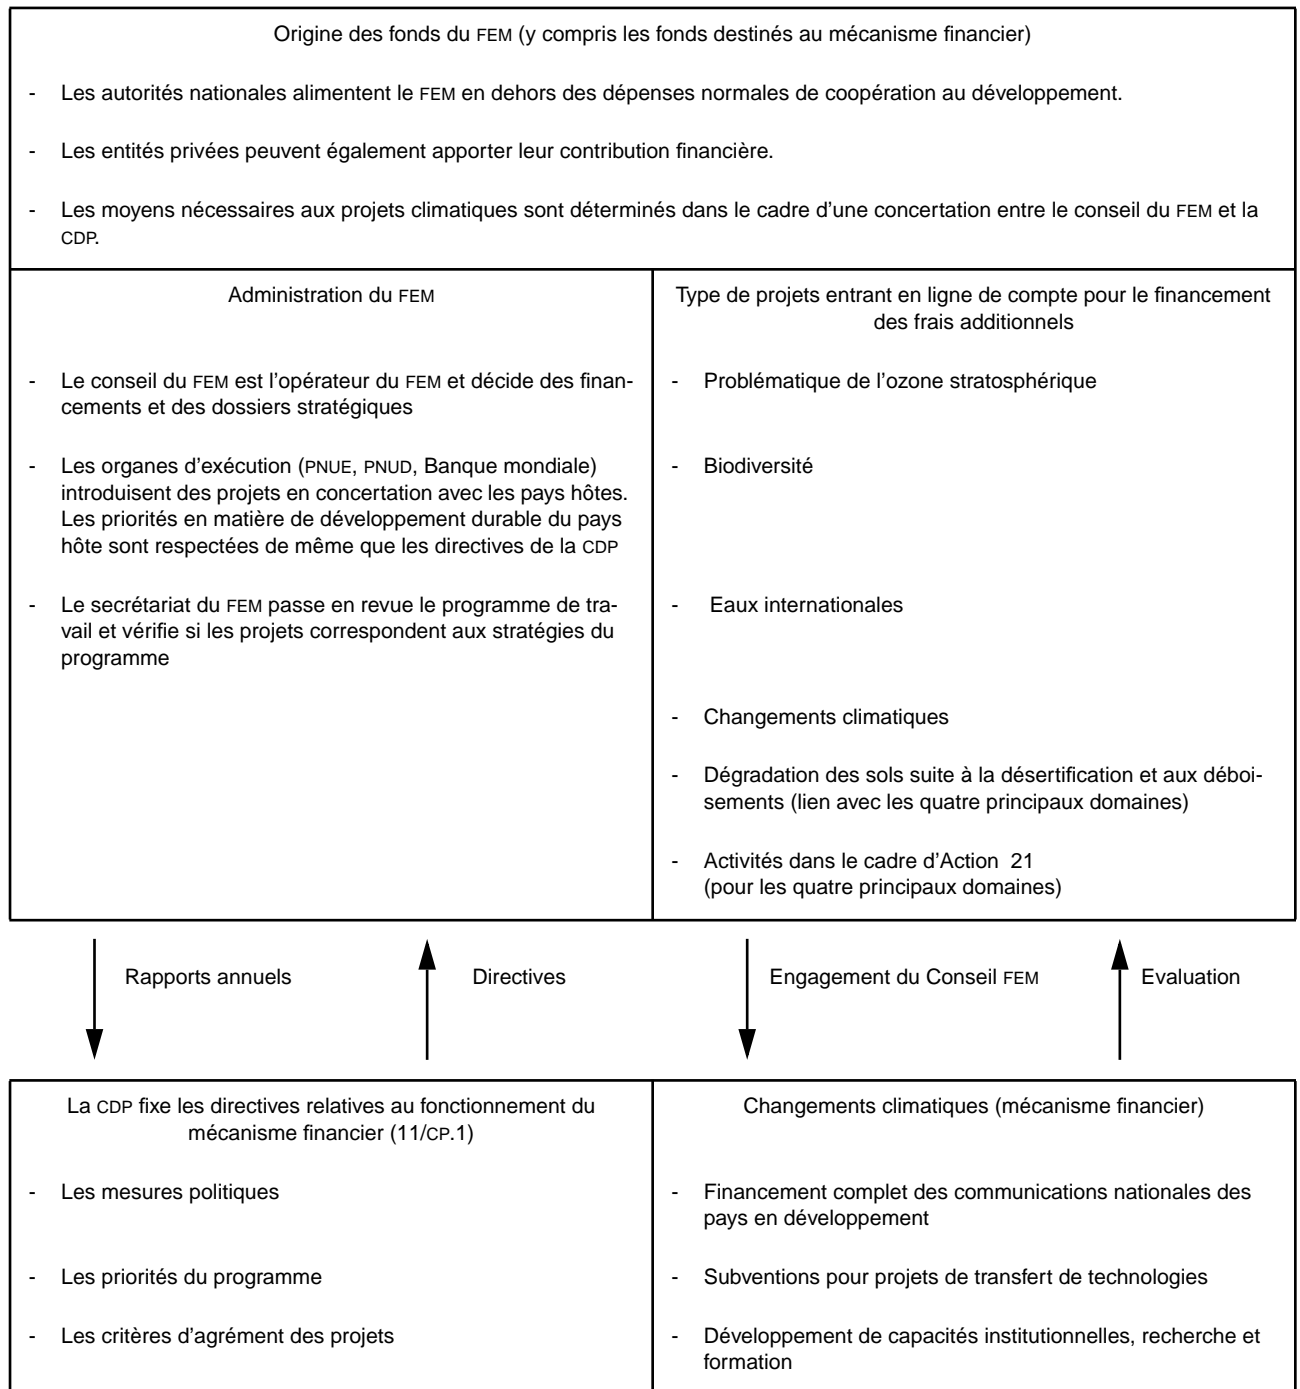 Origine des fonds du FEM (y compris les fonds destinés au mécanisme financier)
- Les autorités nationales alimentent le FEM en dehors des dépenses normales de coopération au développement.
- Les entités privées peuvent également apporter leur contribution financière.
- Les moyens nécessaires aux projets climatiques sont déterminés dans le cadre d'une concertation entre le conseil du FEM et la
CDP.
Administration du FEM
- Le conseil du FEM est l'opérateur du FEM et décide des finan-
cements et des dossiers stratégiques
- Les organes d'exécution (PNUE, PNUD, Banque mondiale)
introduisent des projets en concertation avec les pays hôtes.
Les priorités en matière de développement durable du pays
hôte sont respectées de même que les directives de la CDP
- Le secrétariat du FEM passe en revue le programme de tra-
vail et vérifie si les projets correspondent aux stratégies du
programme
Type de projets entrant en ligne de compte pour le financement
des frais additionnels
- Problématique de l'ozone stratosphérique
- Biodiversité
- Eaux internationales
- Changements climatiques
- Dégradation des sols suite à la désertification et aux déboi-
sements (lien avec les quatre principaux domaines)
- Activités dans le cadre d'Action 21
(pour les quatre principaux domaines)
Rapports annuels
Directives
Engagement du Conseil FEM
Evaluation
La CDP fixe les directives relatives au fonctionnement du
mécanisme financier (11/CP.1)
- Les mesures politiques
- Les priorités du programme
- Les critères d'agrément des projets
Changements climatiques (mécanisme financier)
- Financement complet des communications nationales des
pays en développement
- Subventions pour projets de transfert de technologies
- Développement de capacités institutionnelles, recherche et
formation